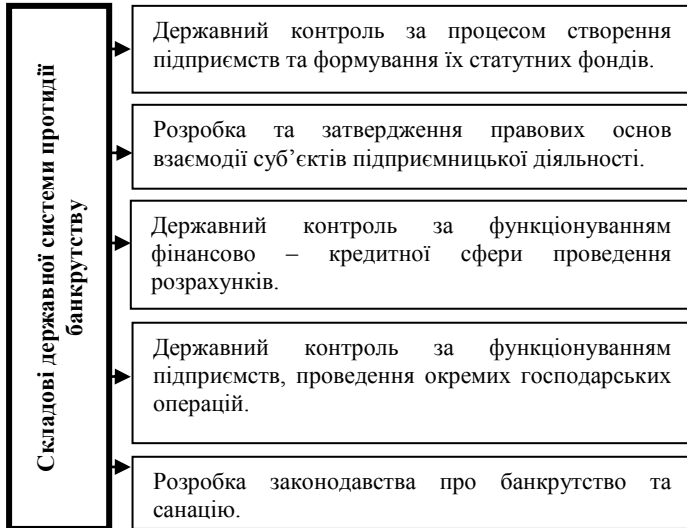 Складові державної системи протидії
банкрутству
Державний контроль за процесом створення
підприємств та формування їх статутних фондів.
Розробка та затвердження правових основ
взаємодії суб’єктів підприємницької діяльності.
Державний контроль за функціонуванням
фінансово – кредитної сфери проведення
розрахунків.
Державний контроль за функціонуванням
підприємств, проведення окремих господарських
операцій.
Розробка законодавства про банкрутство та
санацію.